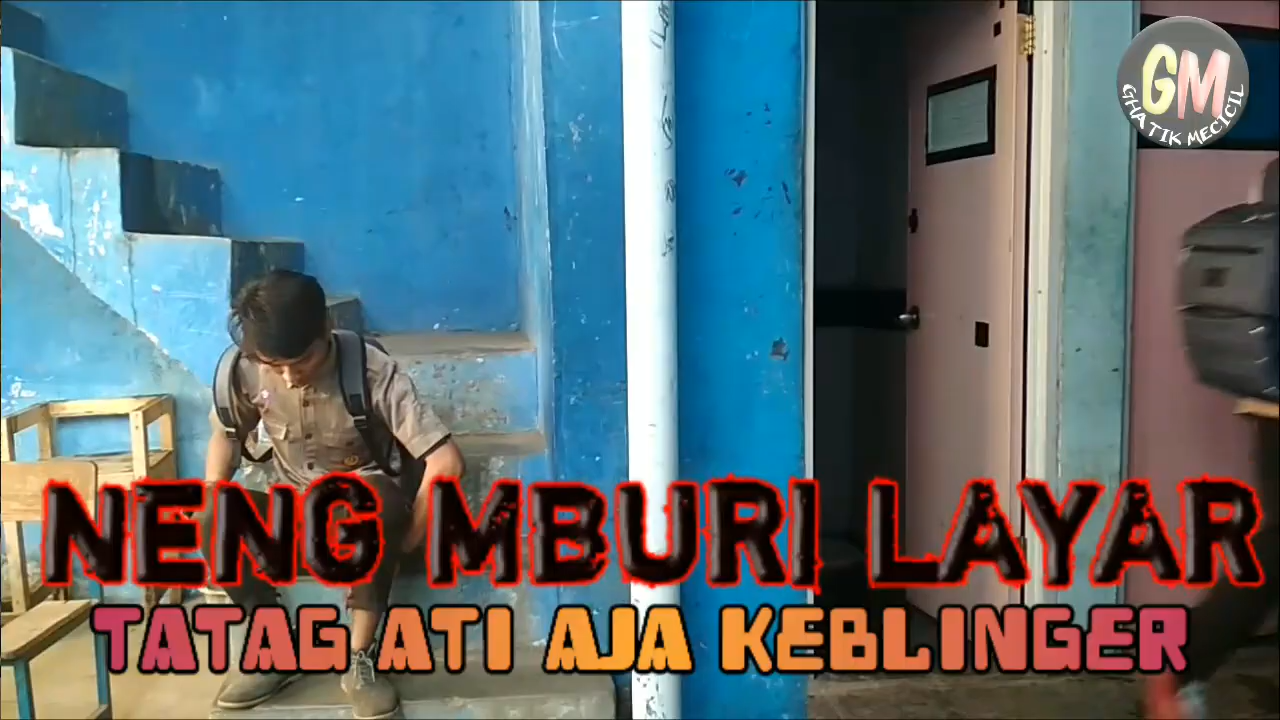 GM
GHATIK MECICIL
NENG MBURI LAYAR
TATAG ATI AJA KEBLINGER